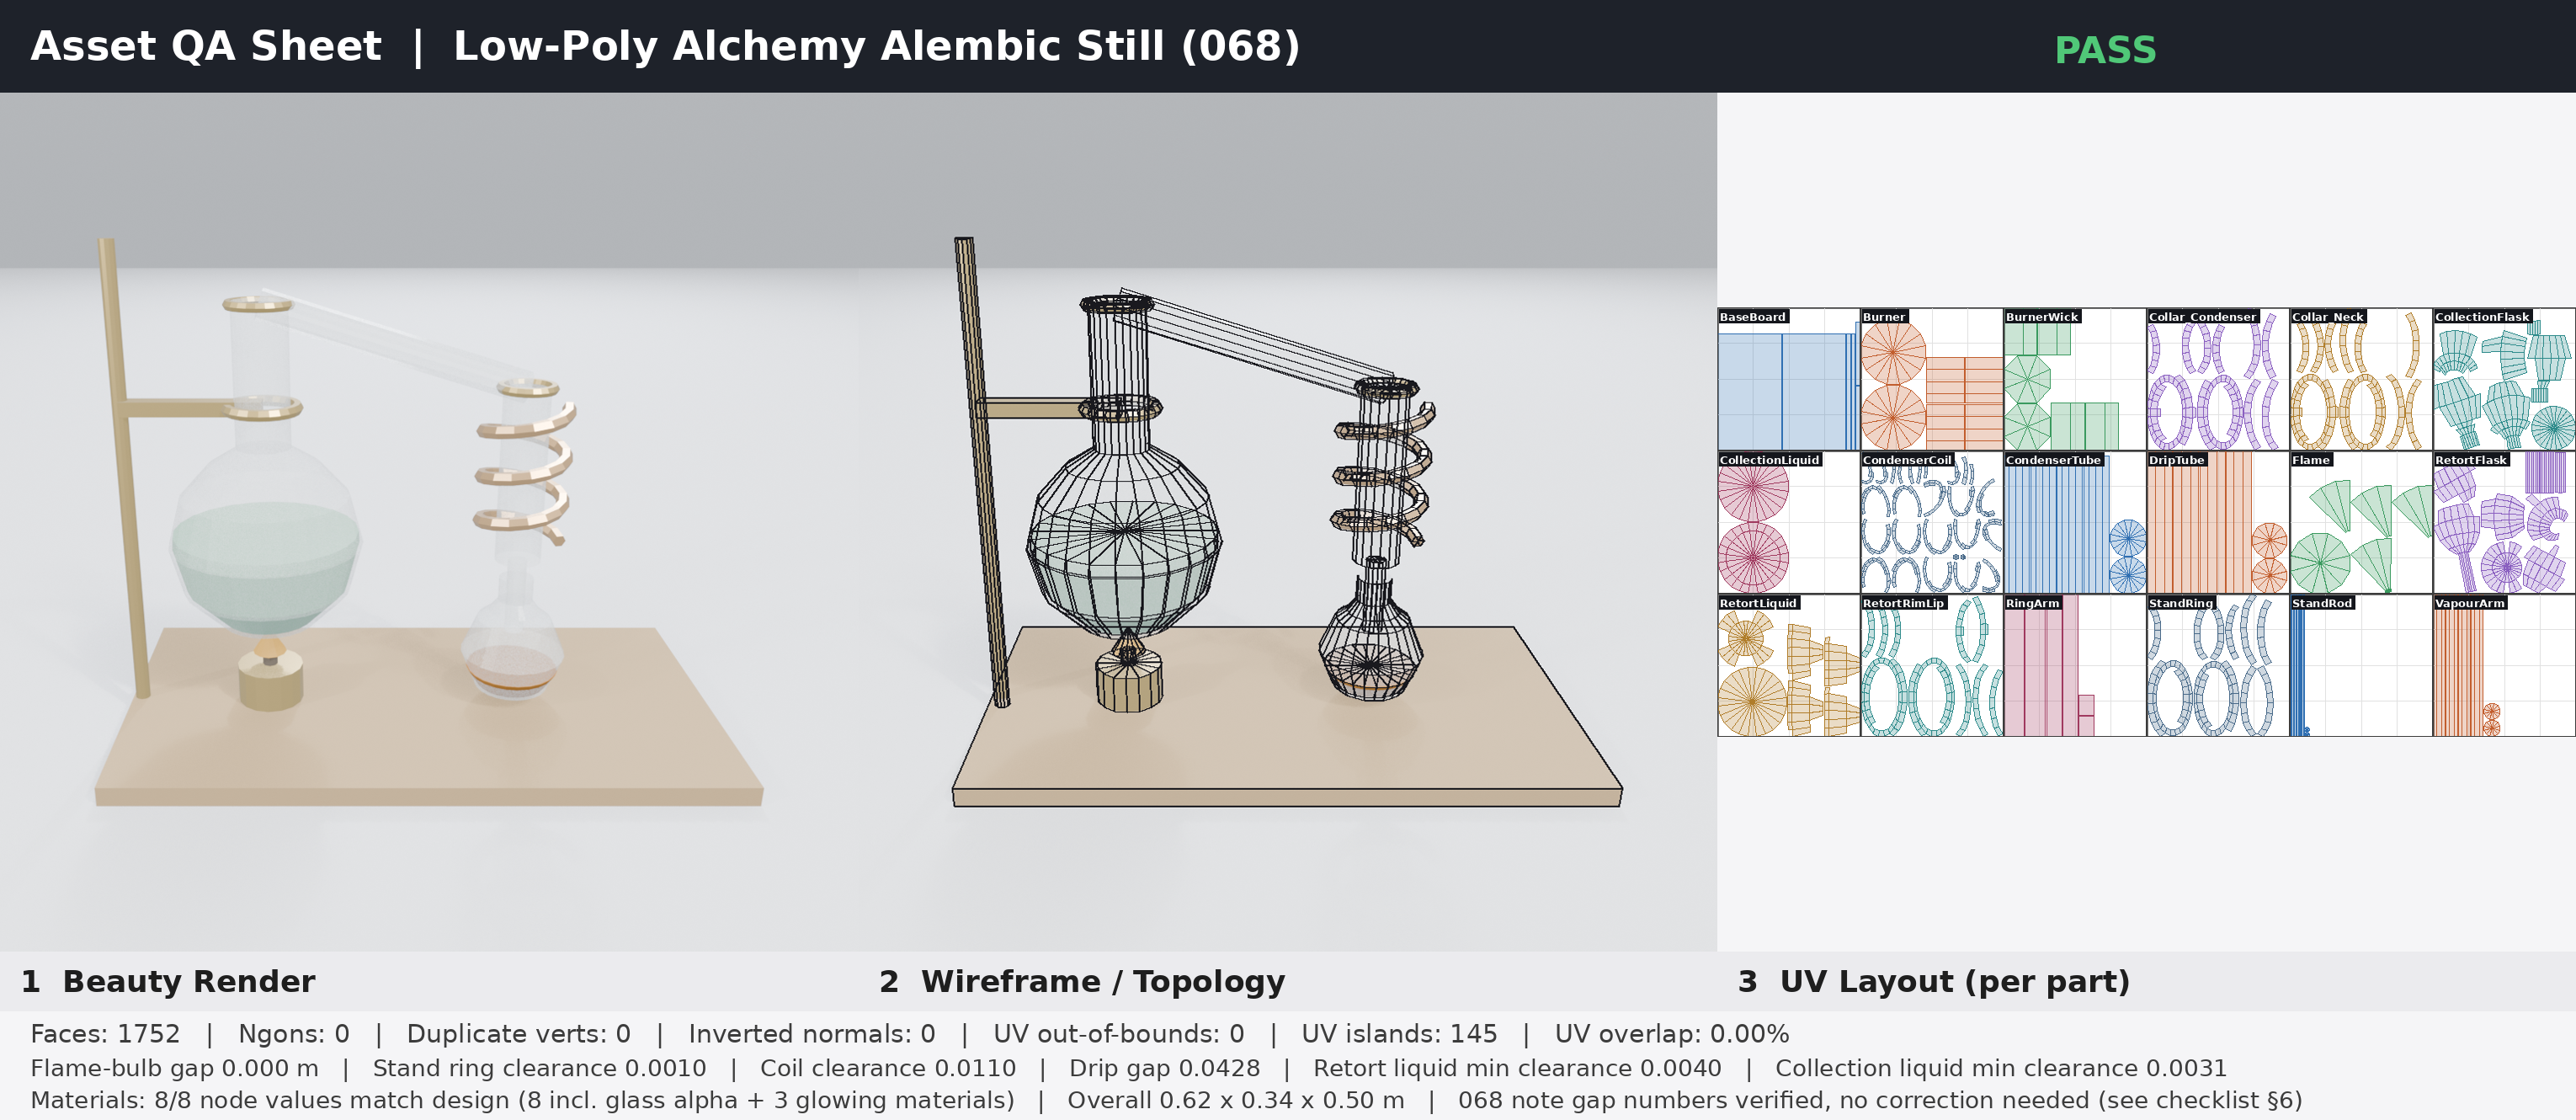 Asset QA Sheet | Low-Poly Alchemy Alembic Still (068)
PASS
BaseBoard
Burner
BurnerWick
Collar_Condenser
Collar_Neck
CollectionFlask
CollectionLiquid
CondenserCoil
CondenserTube
DripTube
Flame
RetortFlask
RetortLiquid
RetortRimLip
RingArm
StandRing
StandRod
VapourArm
1 Beauty Render
2 Wireframe / Topology
3 UV Layout (per part)
Faces: 1752 | Ngons: 0 | Duplicate verts: 0 | Inverted normals: 0 | UV out-of-bounds: 0 | UV islands: 145 | UV overlap: 0.00%
Flame-bulb gap 0.000 m | Stand ring clearance 0.0010 | Coil clearance 0.0110 | Drip gap 0.0428 | Retort liquid min clearance 0.0040 | Collection liquid min clearance 0.0031
Materials: 8/8 node values match design (8 incl. glass alpha + 3 glowing materials) | Overall 0.62 x 0.34 x 0.50 m | 068 note gap numbers verified, no correction needed (see checklist §6)